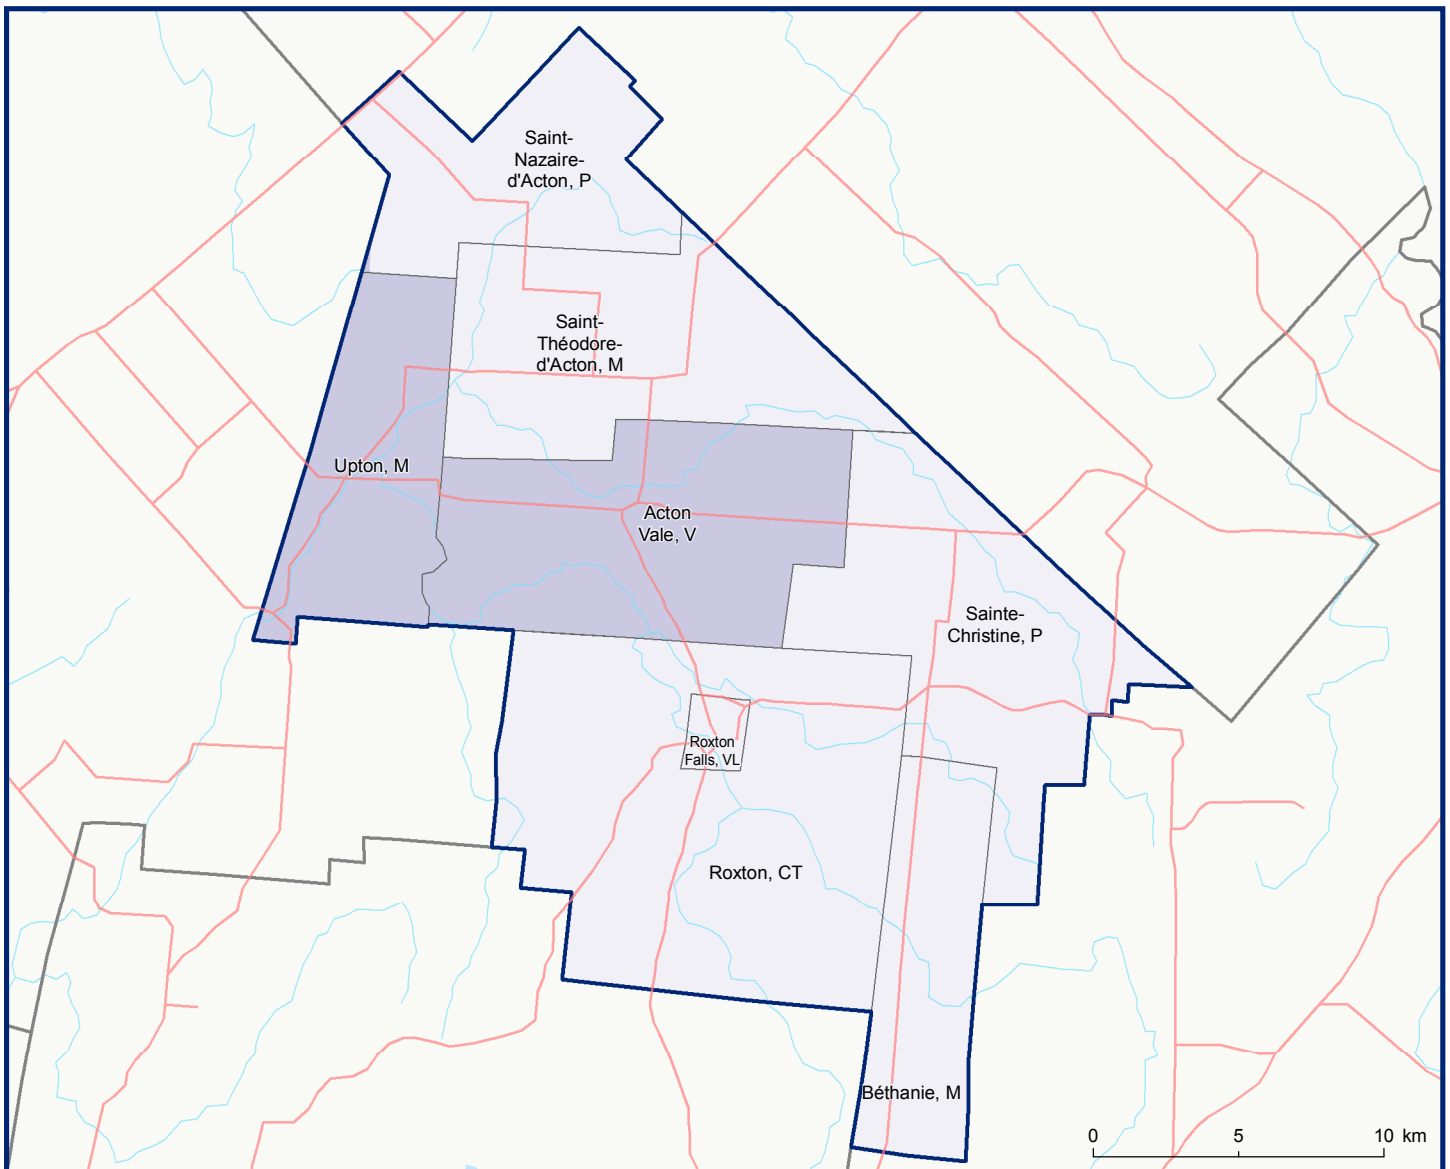 Saint-
Nazaire-
d'Acton, P
Saint-
Théodore-
d'Acton, M
Upton, M
Acton
Vale, V
Sainte-
Christine, P
Roxton
Falls, VL
Roxton, CT
Béthanie, M
0 5 10 km